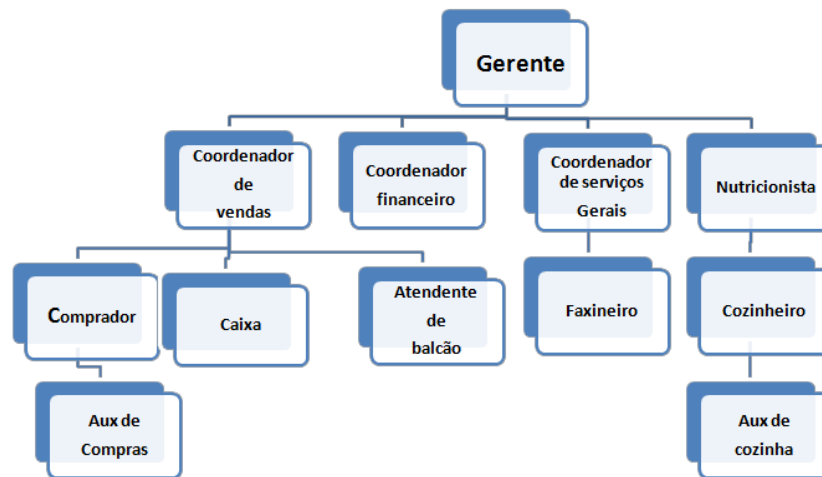 Gerente
Coordenador
de
vendas
Coordenador
financeiro
Coordenador
de serviços
Gerais
Nutricionista
Comprador
Caixa
Atendente
de
balcão
Faxineiro
Cozinheiro
Aux de
Compras
Aux de
cozinha